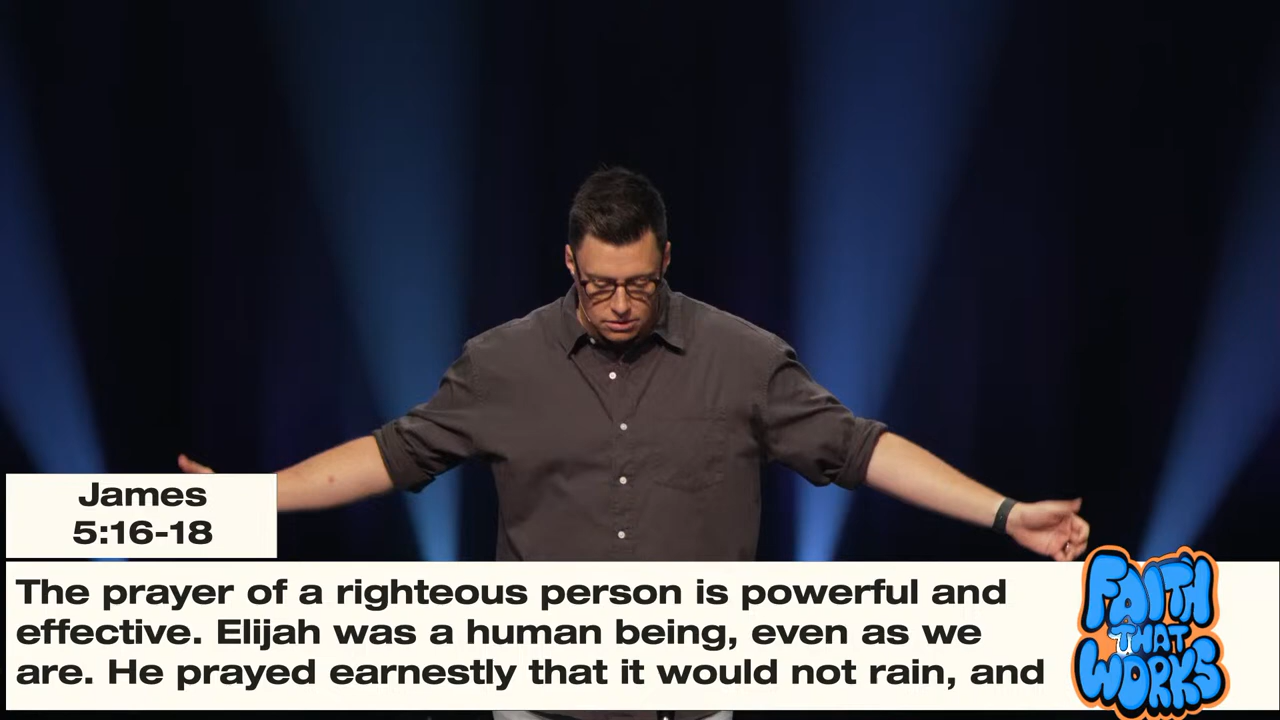 James
5:16-18
The prayer of a righteous person is powerful and
effective. Elijah was a human being, even as we
are. He prayed earnestly that it would not rain, and
FAITH
THAT
WORKS